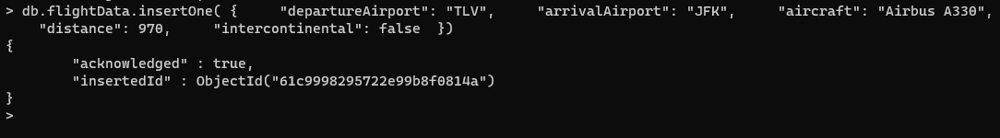 > db.flightData.insertOne( {     "departureAirport": "TLV",     "arrivalAirport": "JFK",     "aircraft": "Airbus A330",
    "distance": 970,     "intercontinental": false  })
{
        "acknowledged" : true,
        "insertedId" : ObjectId("61c9998295722e99b8f0814a")
}
>